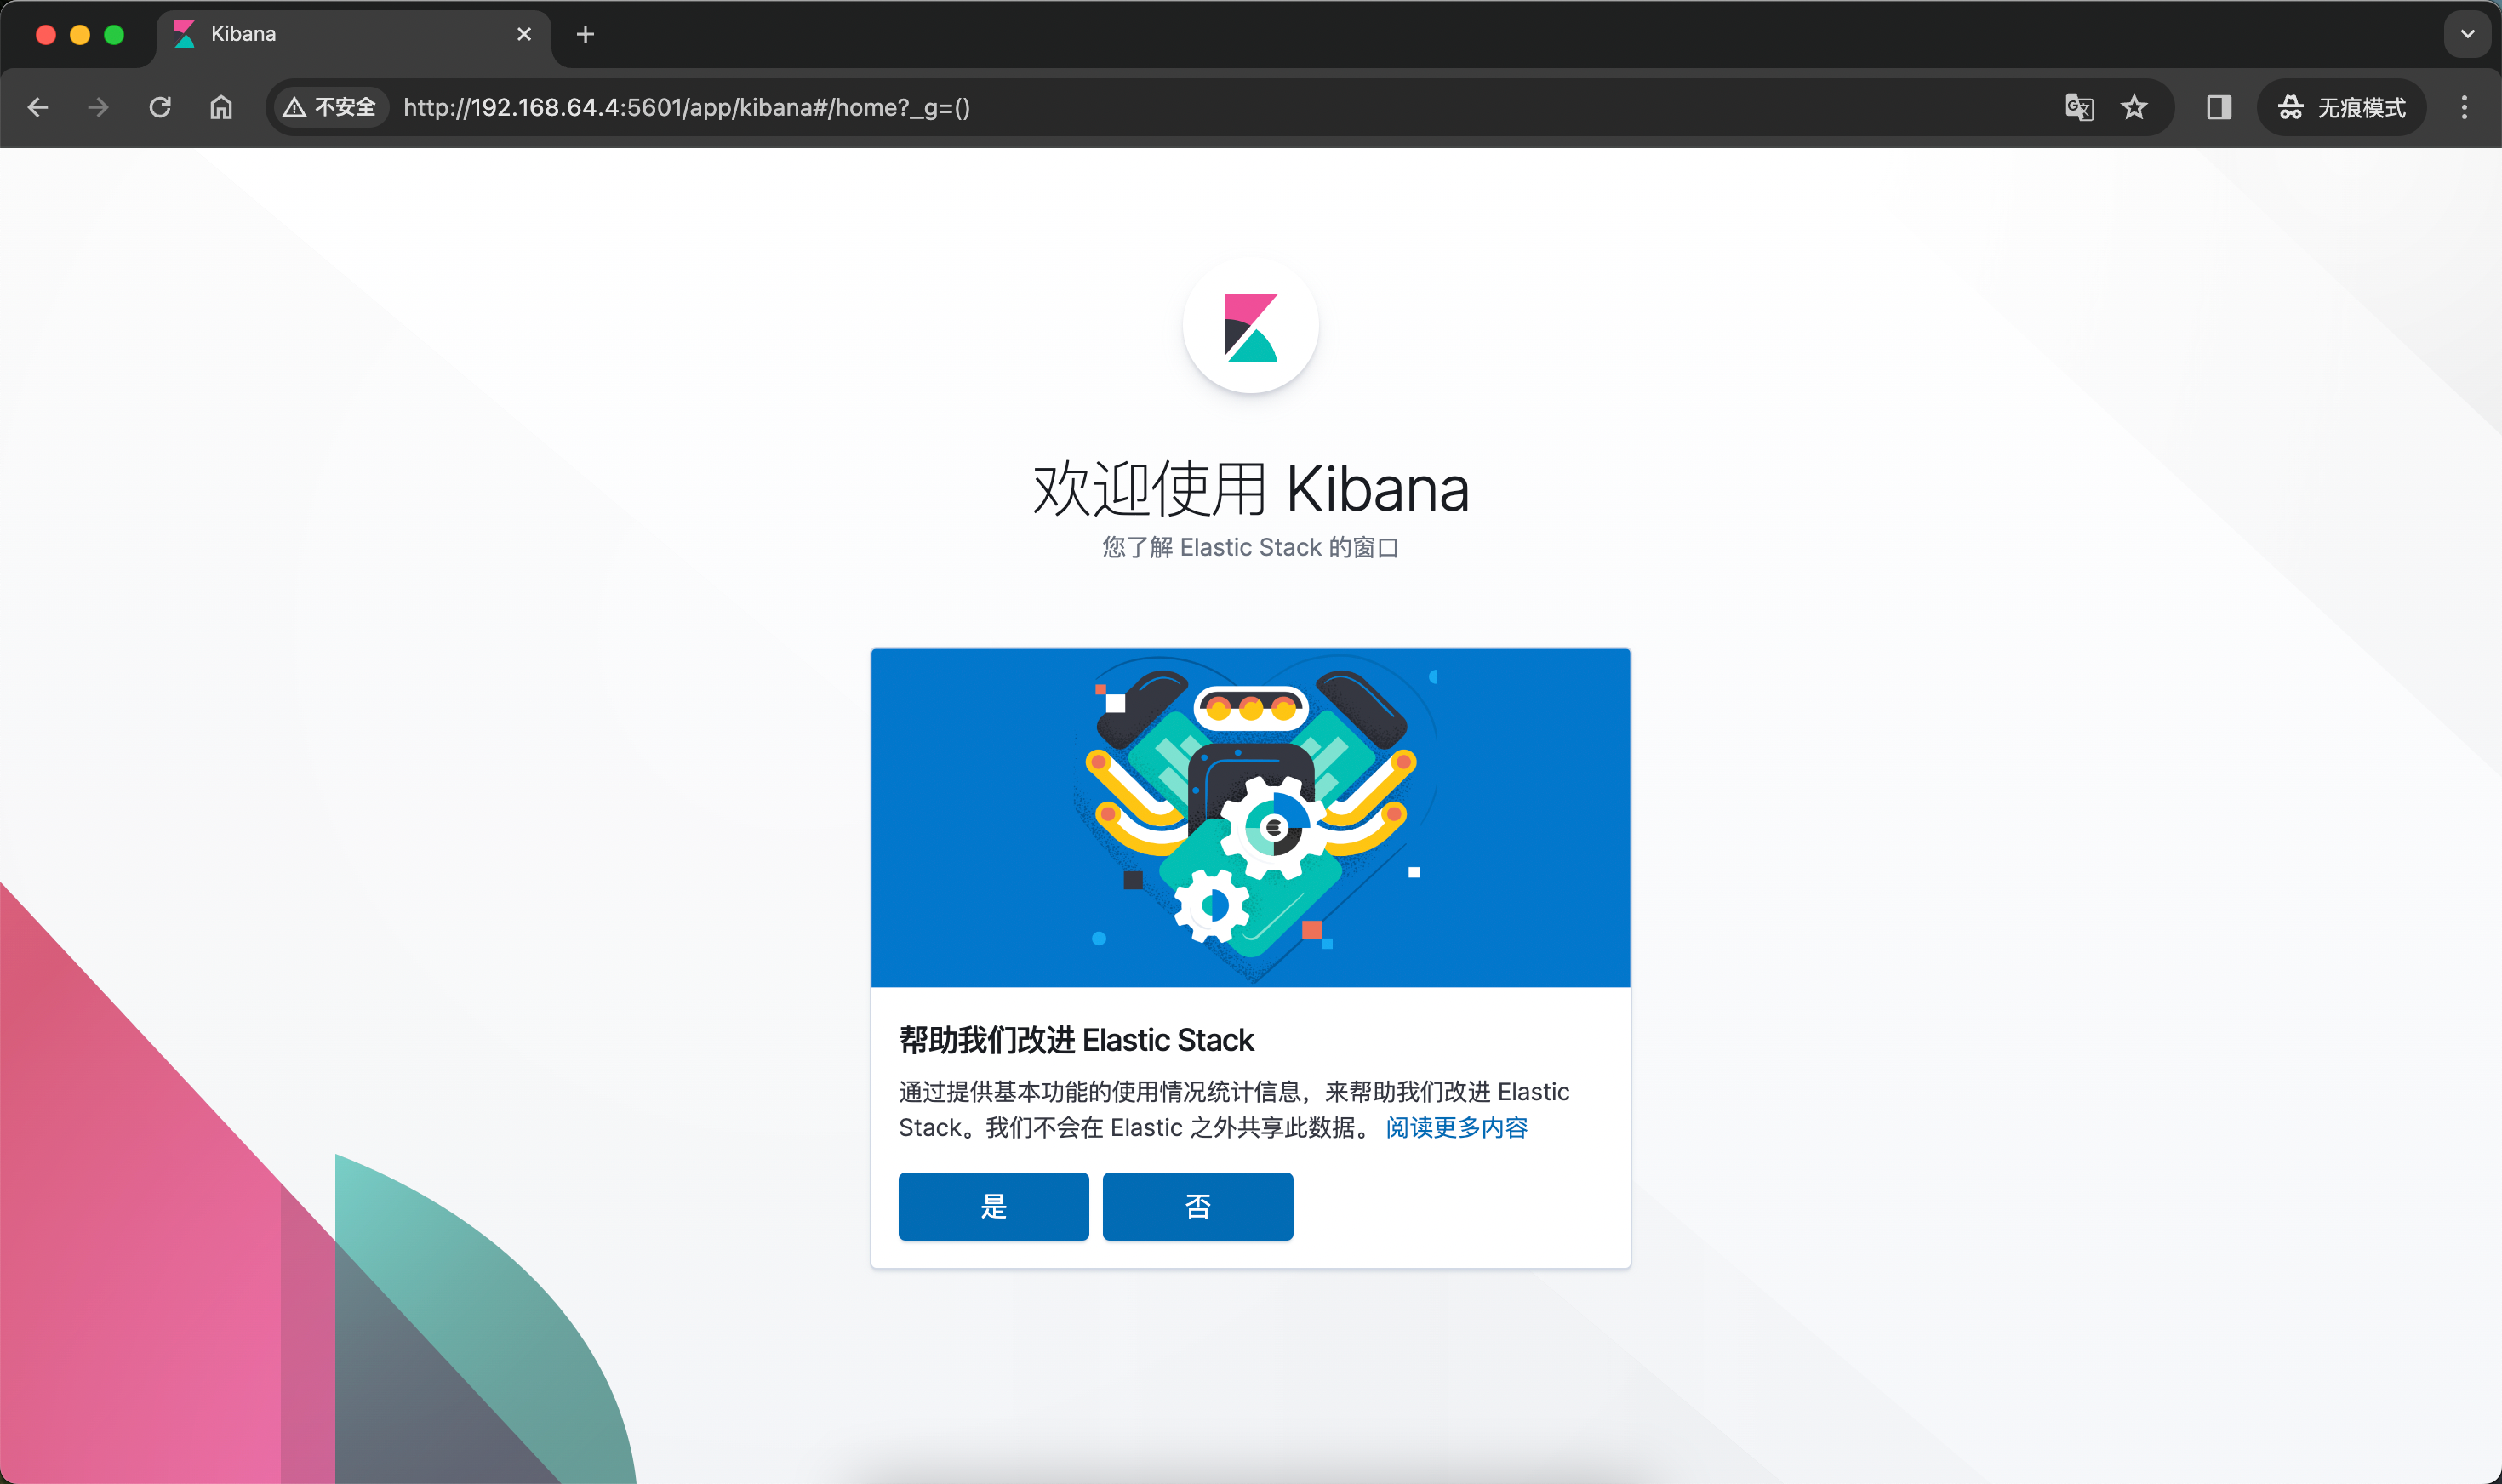 Kibana
不安全 http://192.168.64.4:5601/app/kibana#/home?_g=() 无痕模式
欢迎使用 Kibana
您了解 Elastic Stack 的窗口
帮助我们改进 Elastic Stack
通过提供基本功能的使用情况统计信息，来帮助我们改进 Elastic
Stack。我们不会在 Elastic 之外共享此数据。 阅读更多内容
是 否